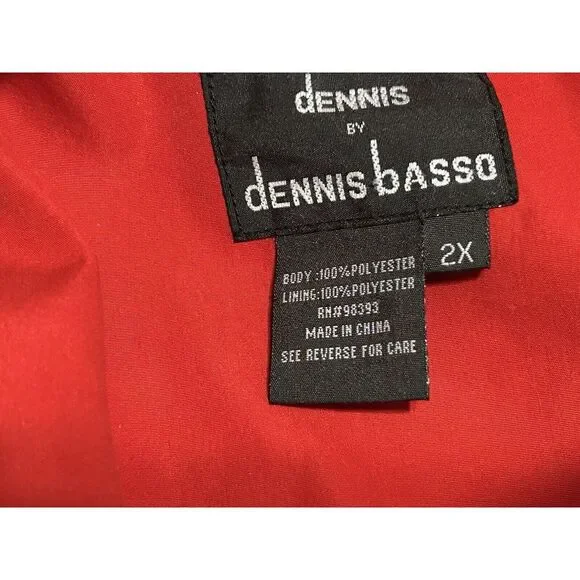 dENNIS
BY
dENNIS bASSO
2X
BODY :100%POLYESTER
LINING:100%POLYESTER
RN#98393
MADE IN CHINA
SEE REVERSE FOR CARE